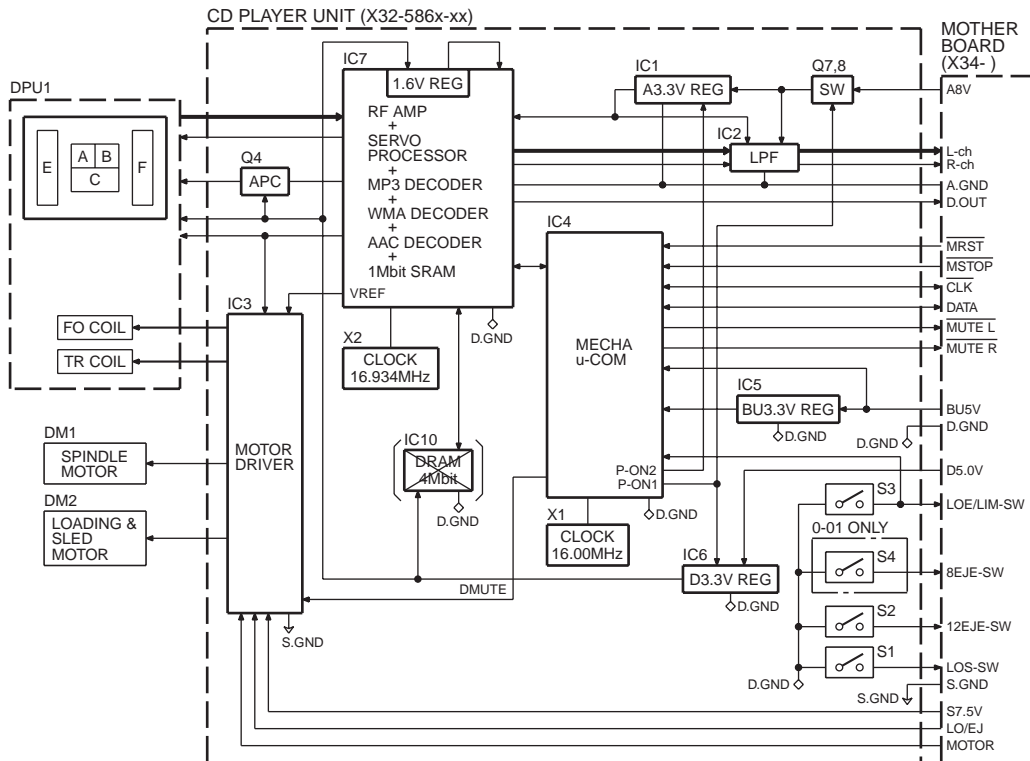 CD PLAYER UNIT (X32-586x-xx)
MOTHER
BOARD
(X34- )
DPU1
E
A
B
C
F
Q4
APC
IC7
1.6V REG
RF AMP
+
SERVO
PROCESSOR
+
MP3 DECODER
+
WMA DECODER
+
AAC DECODER
+
1Mbit SRAM
VREF
D.GND
IC1
A3.3V REG
Q7,8
SW
IC2
LPF
A8V
L-ch
R-ch
A.GND
D.OUT
MRST
MSTOP
CLK
DATA
MUTE L
MUTE R
IC4
MECHA
u-COM
P-ON2
P-ON1
IC3
MOTOR
DRIVER
FO COIL
TR COIL
X2
CLOCK
16.934MHz
IC5
BU3.3V REG
D.GND
BU5V
D.GND
D.GND
D5.0V
DM1
SPINDLE
MOTOR
DM2
LOADING &
SLED
MOTOR
IC10
DRAM
4Mbit
D.GND
X1
CLOCK
16.00MHz
D.GND
IC6
D3.3V REG
D.GND
DMUTE
S.GND
S3
LOE/LIM-SW
0-01 ONLY
S4
8EJE-SW
S2
12EJE-SW
S1
LOS-SW
D.GND
S.GND
S.GND
S7.5V
LO/EJ
MOTOR